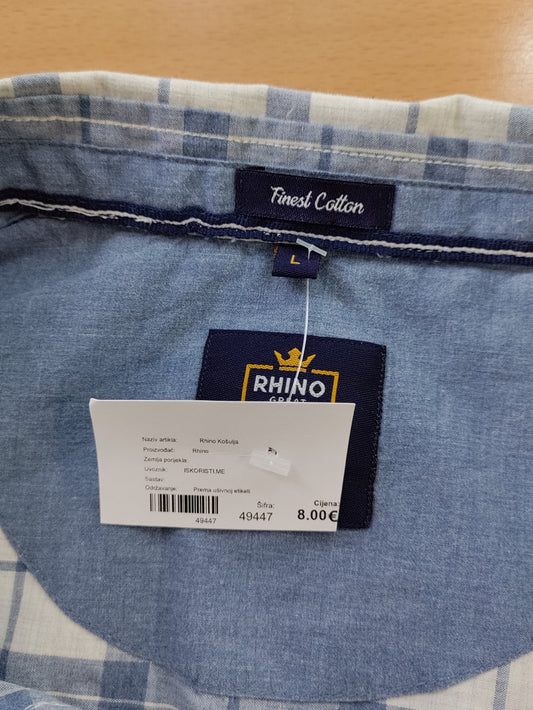 Finest Cotton
L
RHINO
GREAT
Naziv artikla: Rhino Košulja
Proizvođač: Rhino
Zemlja porijekla:
Uvoznik: ISKORISTI.ME
Sastav:
Održavanje: Prema ušivnoj etiketi
Šifra: Cijena:
49447 49447 8.00€